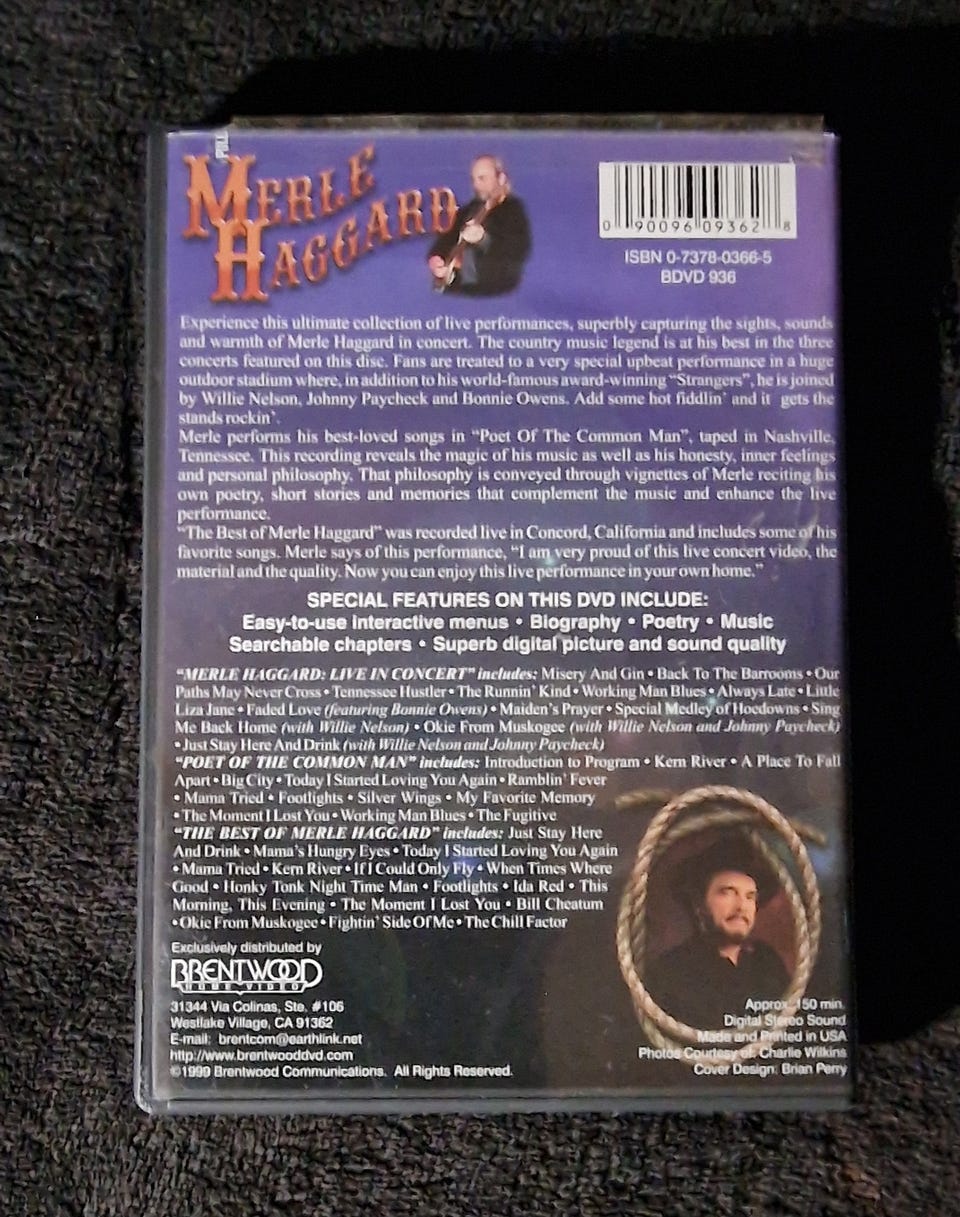 MERLE
HAGGARD
0 90096 09362 8
ISBN 0-7378-0366-5
BDVD 936
Experience this ultimate collection of live performances, superbly capturing the sights, sounds
and warmth of Merle Haggard in concert. The country music legend is at his best in the three
concerts featured on this disc. Fans are treated to a very special upbeat performance in a huge
outdoor stadium where, in addition to his world-famous award-winning “Strangers”, he is joined
by Willie Nelson, Johnny Paycheck and Bonnie Owens. Add some hot fiddlin’ and it gets the
stands rockin’.
Merle performs his best-loved songs in “Poet Of The Common Man”, taped in Nashville,
Tennessee. This recording reveals the magic of his music as well as his honesty, inner feelings
and personal philosophy. That philosophy is conveyed through vignettes of Merle reciting his
own poetry, short stories and memories that complement the music and enhance the live
performance.
“The Best of Merle Haggard” was recorded live in Concord, California and includes some of his
favorite songs. Merle says of this performance, “I am very proud of this live concert video, the
material and the quality. Now you can enjoy this live performance in your own home.”
SPECIAL FEATURES ON THIS DVD INCLUDE:
Easy-to-use interactive menus • Biography • Poetry • Music
Searchable chapters • Superb digital picture and sound quality
“MERLE HAGGARD: LIVE IN CONCERT” includes: Misery And Gin • Back To The Barrooms • Our
Paths May Never Cross • Tennessee Hustler • The Runnin’ Kind • Working Man Blues • Always Late • Little
Liza Jane • Faded Love (featuring Bonnie Owens) • Maiden’s Prayer • Special Medley of Hoedowns • Sing
Me Back Home (with Willie Nelson) • Okie From Muskogee (with Willie Nelson and Johnny Paycheck)
• Just Stay Here And Drink (with Willie Nelson and Johnny Paycheck)
“POET OF THE COMMON MAN” includes: Introduction to Program • Kern River • A Place To Fall
Apart • Big City • Today I Started Loving You Again • Ramblin’ Fever
• Mama Tried • Footlights • Silver Wings • My Favorite Memory
• The Moment I Lost You • Working Man Blues • The Fugitive
“THE BEST OF MERLE HAGGARD” includes: Just Stay Here
And Drink • Mama’s Hungry Eyes • Today I Started Loving You Again
• Mama Tried • Kern River • If I Could Only Fly • When Times Where
Good • Honky Tonk Night Time Man • Footlights • Ida Red • This
Morning, This Evening • The Moment I Lost You • Bill Cheatum
• Okie From Muskogee • Fightin’ Side Of Me • The Chill Factor
Exclusively distributed by
BRENTWOOD
HOME VIDEO
31344 Via Colinas, Ste. #106
Westlake Village, CA 91362
E-mail: brentcom@earthlink.net
http://www.brentwooddvd.com
©1999 Brentwood Communications. All Rights Reserved.
Approx. 150 min.
Digital Stereo Sound
Made and Printed in USA
Photos Courtesy of: Charlie Wilkins
Cover Design: Brian Perry